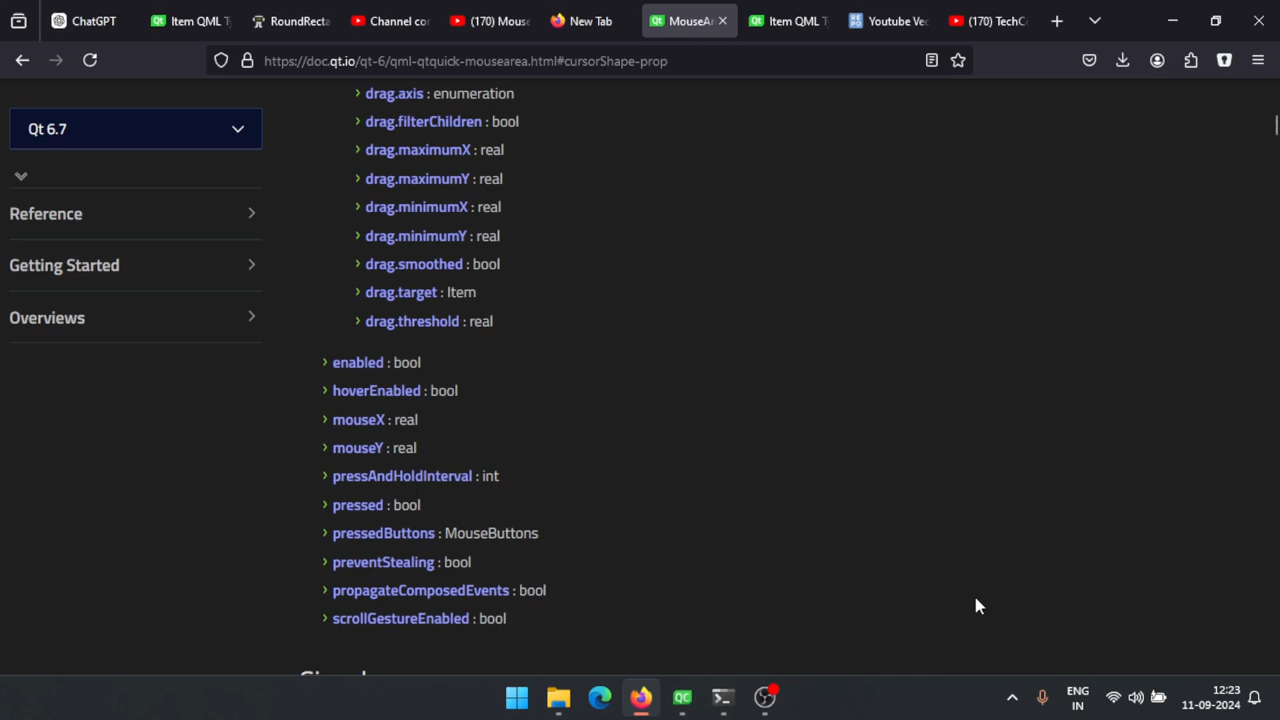 ChatGPT
Item QML T
RoundRecta
Channel co
(170) Mous
New Tab
MouseAr
Item QML T
Youtube Vec
(170) TechC
https://doc.qt.io/qt-6/qml-qtquick-mousearea.html#cursorShape-prop
Qt 6.7
Reference
Getting Started
Overviews
drag.axis : enumeration
drag.filterChildren : bool
drag.maximumX : real
drag.maximumY : real
drag.minimumX : real
drag.minimumY : real
drag.smoothed : bool
drag.target : Item
drag.threshold : real
enabled : bool
hoverEnabled : bool
mouseX : real
mouseY : real
pressAndHoldInterval : int
pressed : bool
pressedButtons : MouseButtons
preventStealing : bool
propagateComposedEvents : bool
scrollGestureEnabled : bool
ENG
IN
12:23
11-09-2024